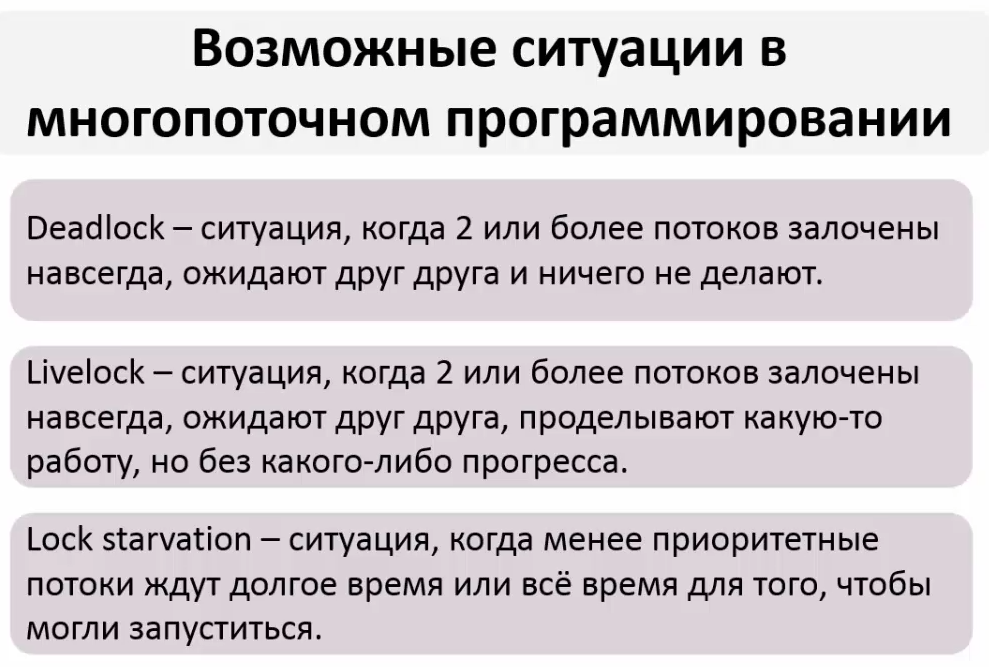 Возможные ситуации в
многопоточном программировании
Deadlock – ситуация, когда 2 или более потоков залочены
навсегда, ожидают друг друга и ничего не делают.
Livelock – ситуация, когда 2 или более потоков залочены
навсегда, ожидают друг друга, проделывают какую-то
работу, но без какого-либо прогресса.
Lock starvation – ситуация, когда менее приоритетные
потоки ждут долгое время или всё время для того, чтобы
могли запуститься.